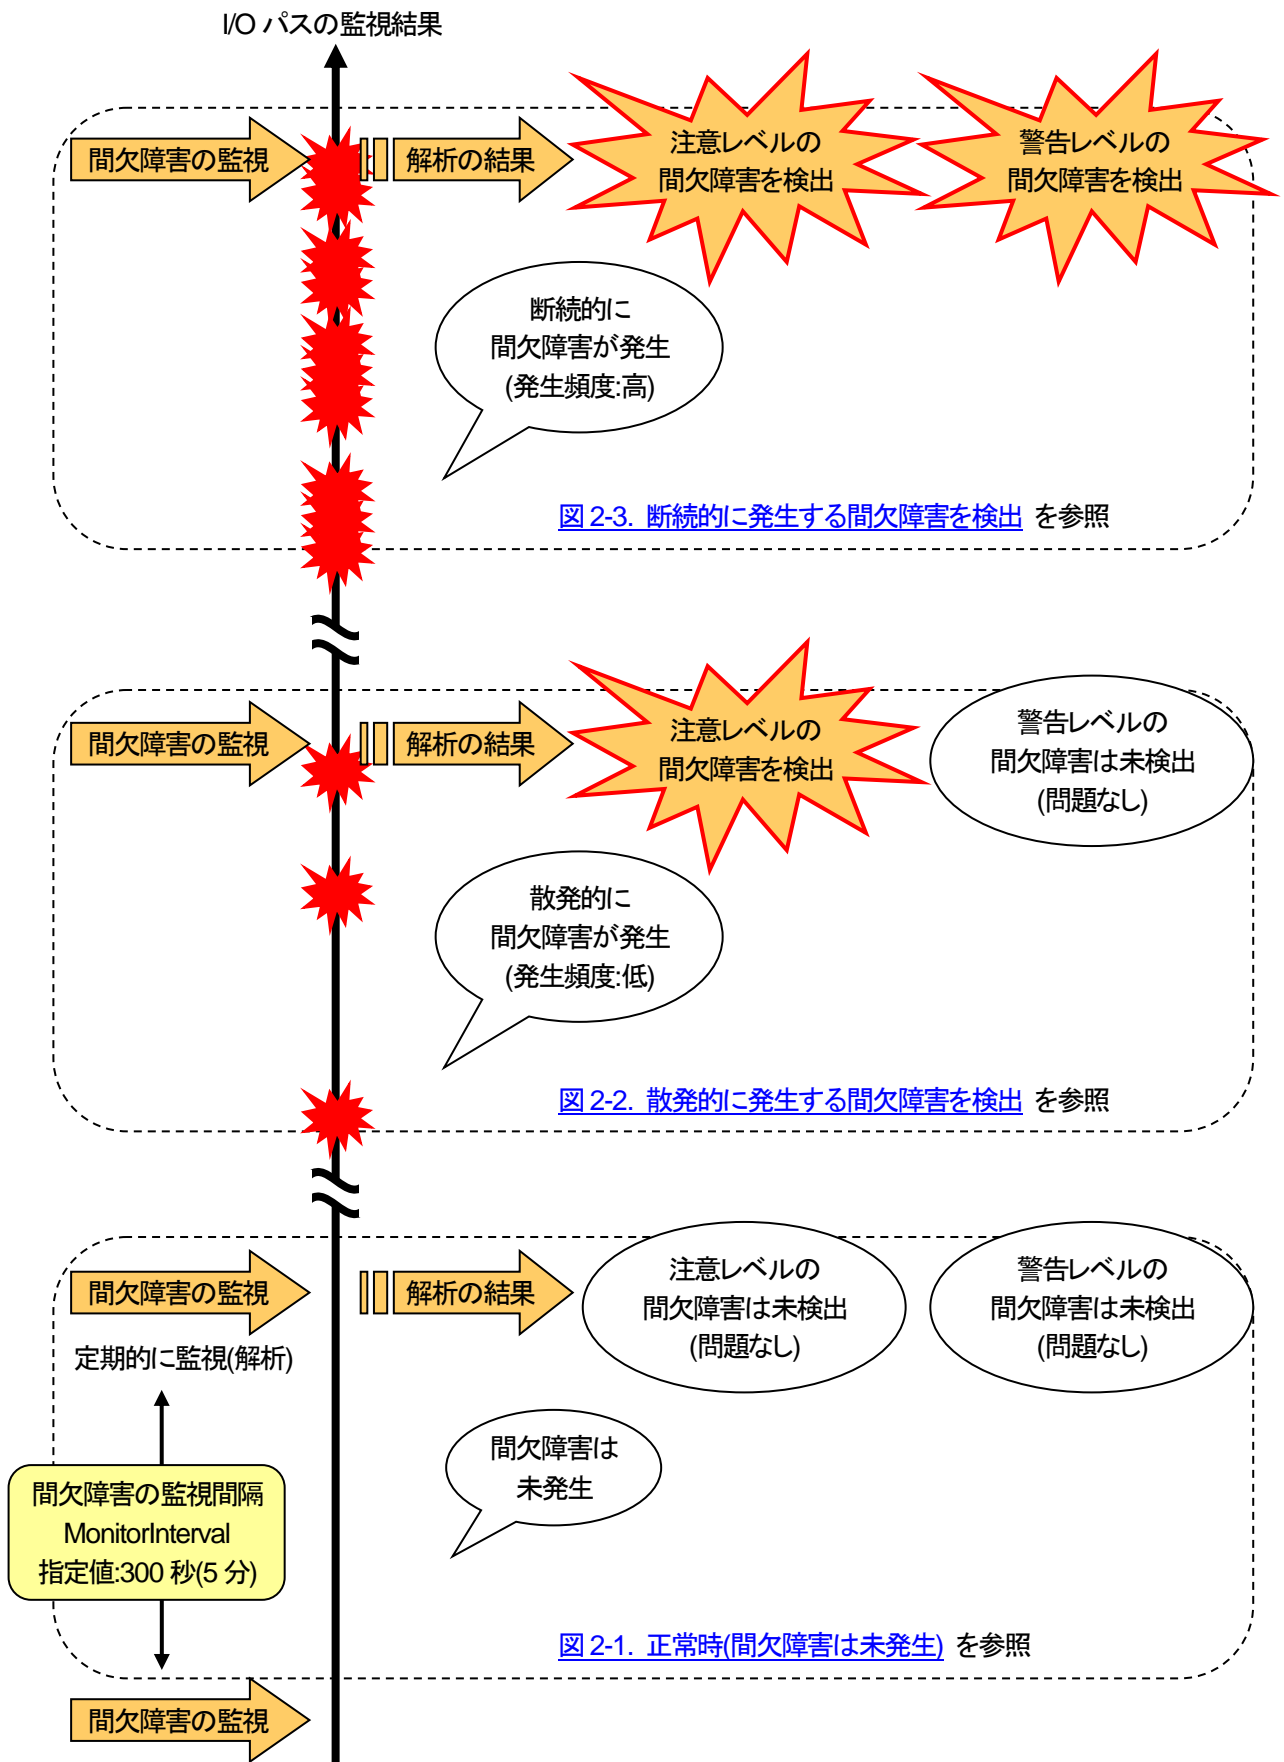 I/O パスの監視結果
間欠障害の監視
解析の結果
注意レベルの
間欠障害を検出
警告レベルの
間欠障害を検出
断続的に
間欠障害が発生
(発生頻度:高)
図 2-3. 断続的に発生する間欠障害を検出 を参照
間欠障害の監視
解析の結果
注意レベルの
間欠障害を検出
警告レベルの
間欠障害は未検出
(問題なし)
散発的に
間欠障害が発生
(発生頻度:低)
図 2-2. 散発的に発生する間欠障害を検出 を参照
間欠障害の監視
解析の結果
注意レベルの
間欠障害は未検出
(問題なし)
警告レベルの
間欠障害は未検出
(問題なし)
定期的に監視(解析)
間欠障害は
未発生
間欠障害の監視間隔
MonitorInterval
指定値:300 秒(5 分)
図 2-1. 正常時(間欠障害は未発生) を参照
間欠障害の監視